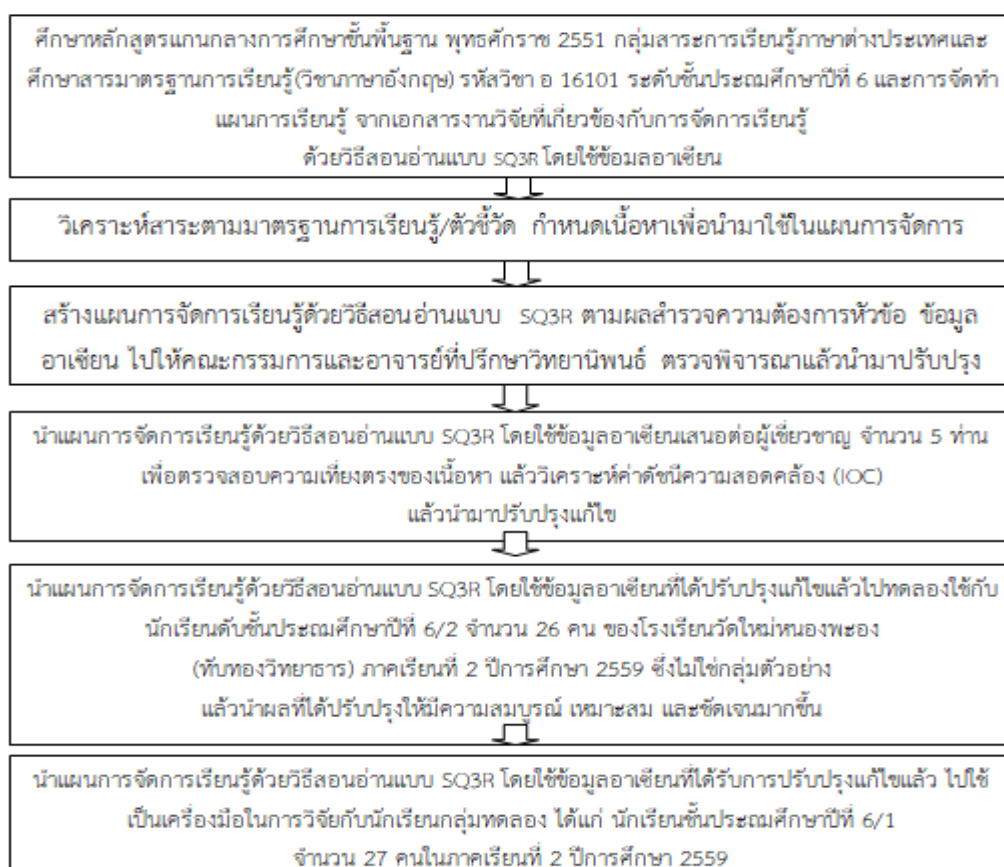 ศึกษาหลักสูตรแกนกลางการศึกษาขั้นพื้นฐาน พุทธศักราช 2551 กลุ่มสาระการเรียนรู้ภาษาต่างประเทศและ
ศึกษาสารมาตรฐานการเรียนรู้(วิชาภาษาอังกฤษ) รหัสวิชา อ 16101 ระดับชั้นประถมศึกษาปีที่ 6 และการจัดทำ
แผนการเรียนรู้ จากเอกสารงานวิจัยที่เกี่ยวข้องกับการจัดการเรียนรู้
ด้วยวิธีสอนอ่านแบบ SQ3R โดยใช้ข้อมลอาเซียน
วิเคราะห์สาระตามมาตรฐานการเรียนรู้/ตัวชี้วัด กำหนดเนื้อหาเพื่อนำมาใช้ในแผนการจัดการ
สร้างแผนการจัดการเรียนรู้ด้วยวิธีสอนอ่านแบบ SQ3R ตามผลสำรวจความต้องการหัวข้อ ข้อมูล
อาเซียน ไปให้คณะกรรมการและอาจารย์ที่ปรึกษาวิทยานิพนธ์ ตรวจพิจารณาแล้วนำมาปรับปรุง
นำแผนการจัดการเรียนรู้ด้วยวิธีสอนอ่านแบบ SQ3R โดยใช้ข้อมูลอาเซียนเสนอต่อผู้เชี่ยวชาญ จำนวน 5 ท่าน
เพื่อตรวจสอบความเที่ยงตรงของเนื้อหา แล้ววิเคราะห์ค่าดัชนีความสอดคล้อง (IOC)
แล้วนำมาปรับปรุงแก้ไข
นำแผนการจัดการเรียนรู้ด้วยวิธีสอนอ่านแบบ SQ3R โดยใช้ข้อมูลอาเซียนที่ได้ปรับปรุงแก้ไขแล้วไปทดลองใช้กับ
นักเรียนดับชั้นประถมศึกษาปีที่ 6/2 จำนวน 26 คน ของโรงเรียนวัดใหม่หนองพะอง
(ทับทองวิทยาธาร) ภาคเรียนที่ 2 ปีการศึกษา 2559 ซึ่งไม่ใช่กลุ่มตัวอย่าง
แล้วนำผลที่ได้ปรับปรุงให้มีความสมบูรณ์ เหมาะสม และชัดเจนมากขึ้น
นำแผนการจัดการเรียนรู้ด้วยวิธีสอนอ่านแบบ SQ3R โดยใช้ข้อมูลอาเซียนที่ได้รับการปรับปรุงแก้ไขแล้ว ไปใช้
เป็นเครื่องมือในการวิจัยกับนักเรียนกลุ่มทดลอง ได้แก่ นักเรียนชั้นประถมศึกษาปีที่ 6/1
จำนวน 27 คนในภาคเรียนที่ 2 ปีการศึกษา 2559